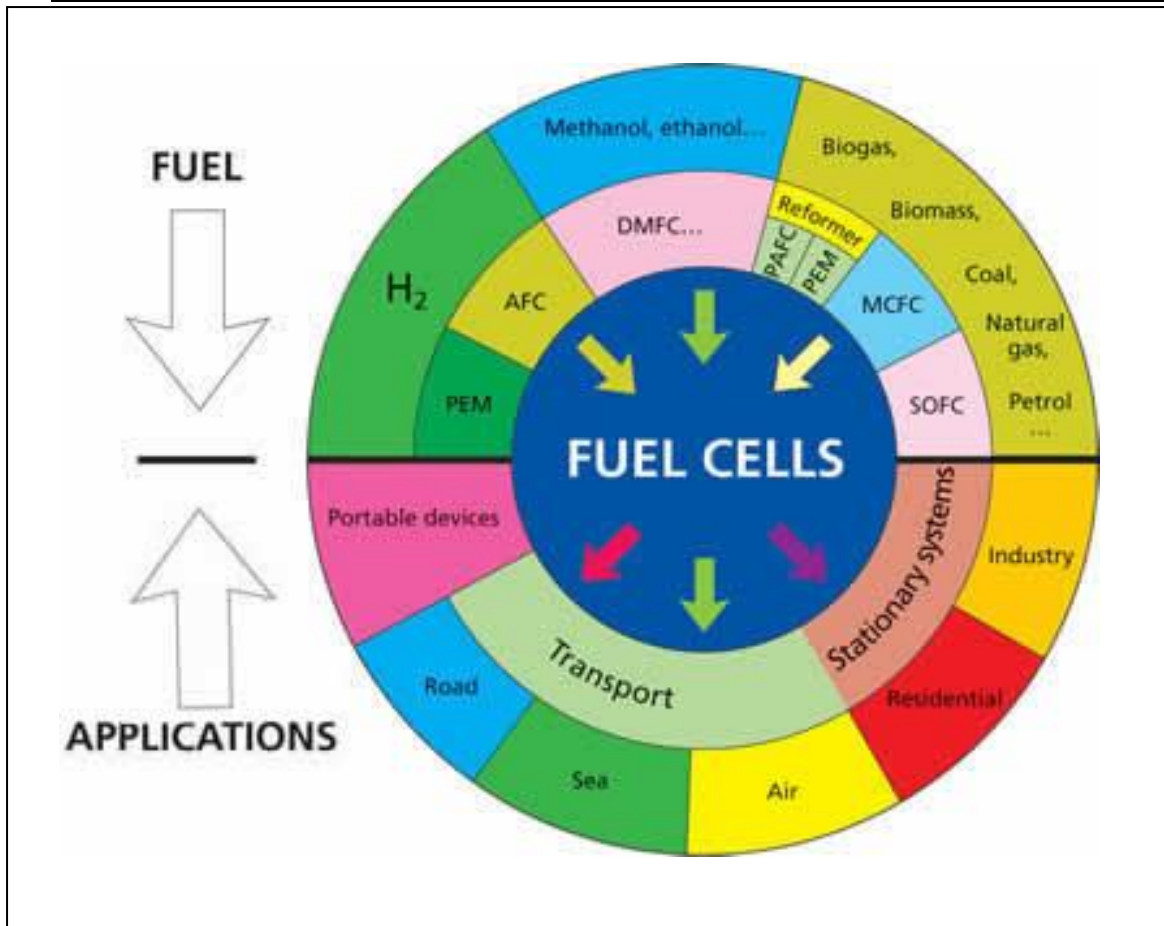 FUEL
Methanol, ethanol...
Biogas,
Biomass,
Coal,
Natural
gas,
Petrol
...
H2
AFC
PEM
DMFC...
Reformer
PAFC
PEM
MCFC
SOFC
FUEL CELLS
Portable devices
Transport
Stationary systems
Road
Sea
Air
Residential
Industry
APPLICATIONS